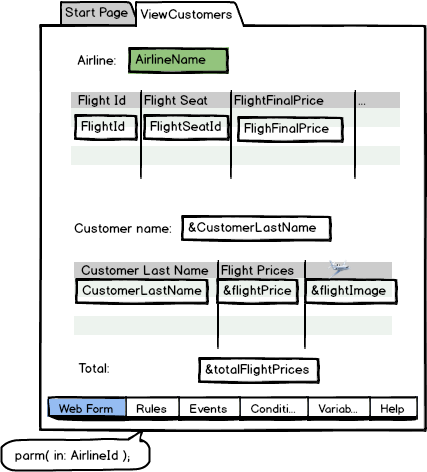 Start Page ViewCustomers
Airline: AirlineName
Flight Id Flight Seat FlightFinalPrice ...
FlightId FlightSeatId FlighFinalPrice
Customer name: &CustomerLastName
Customer Last Name Flight Prices
CustomerLastName &flightPrice &flightImage
Total: &totalFlightPrices
Web Form Rules Events Conditi... Variab... Help
parm( in: AirlineId );